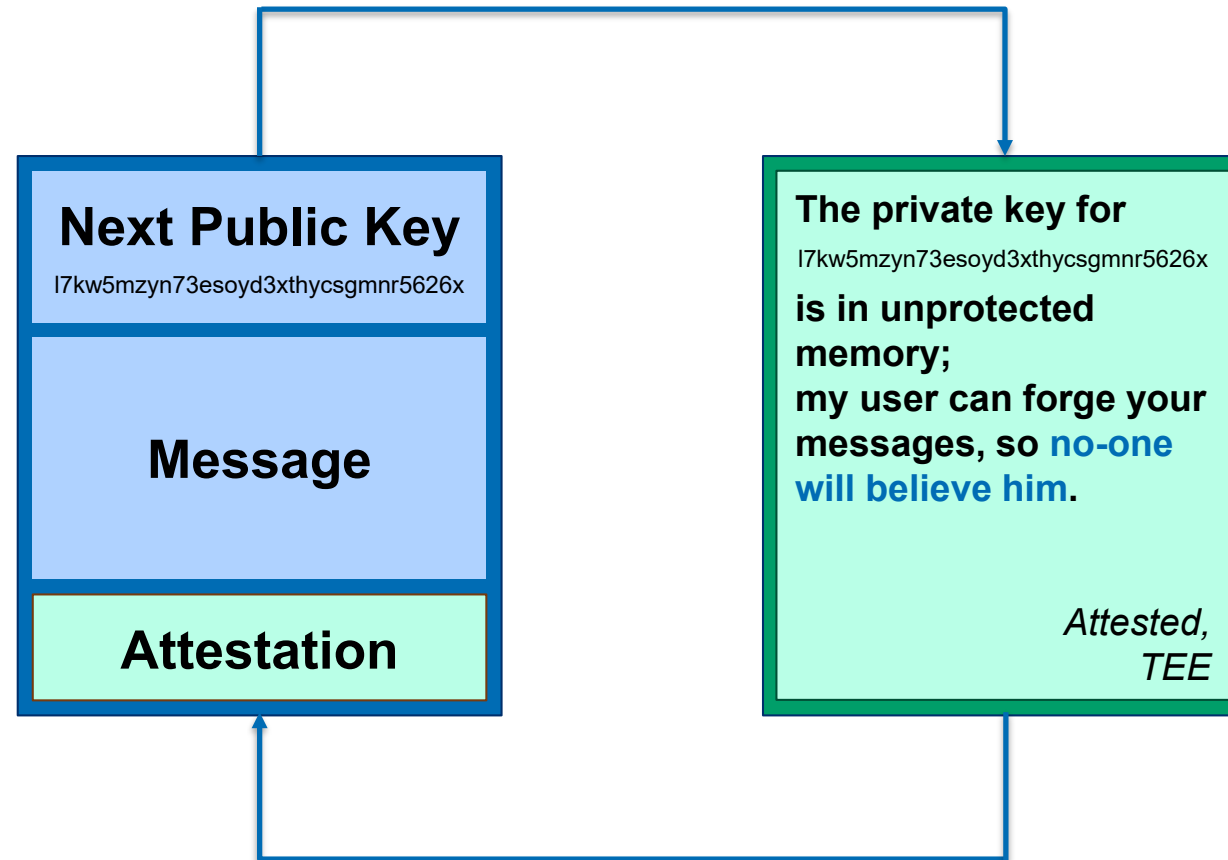 Next Public Key
l7kw5mzyn73esoyd3xthycsgmnr5626x
Message
Attestation
The private key for
l7kw5mzyn73esoyd3xthycsgmnr5626x
is in unprotected
memory;
my user can forge your
messages, so no-one
will believe him.
Attested,
TEE